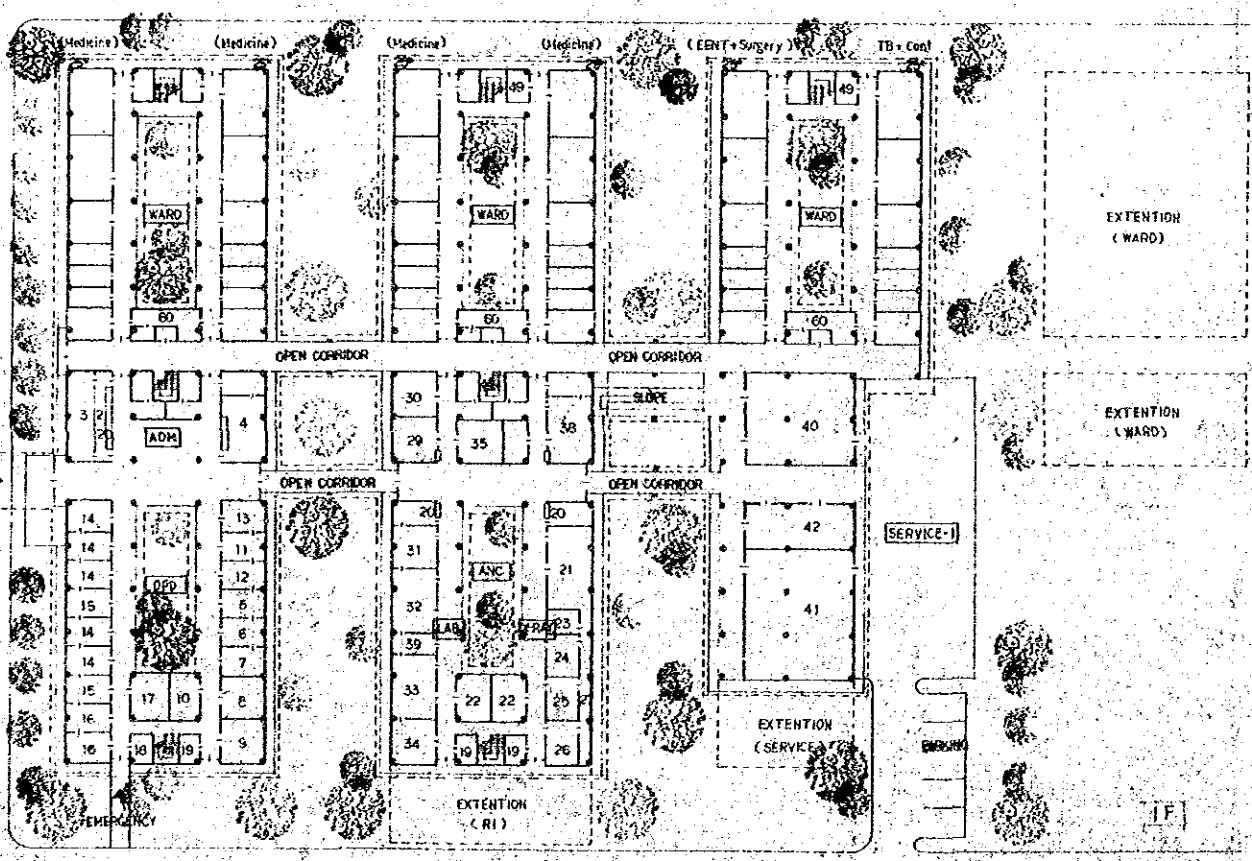 (Medicine)
(Medicine)
(Medicine)
(Medicine)
(EENT+Surgery)
TB+Conf
49
49
WARD
WARD
WARD
EXTENTION
(WARD)
60
60
60
OPEN CORRIDOR
OPEN CORRIDOR
3
2
20
ADM
4
30
29
35
38
SLOPE
40
EXTENTION
(WARD)
OPEN CORRIDOR
OPEN CORRIDOR
14
13
20
20
42
14
11
31
ANC
21
SERVICE-1
14
OPD
12
15
32
41
14
6
LAB
23
39
14
7
24
15
17
10
8
33
22
22
25
16
34
EXTENTION
(SERVICE)
PARKING
16
18
19
9
19
19
26
EMERGENCY
EXTENTION
(RI)
1F